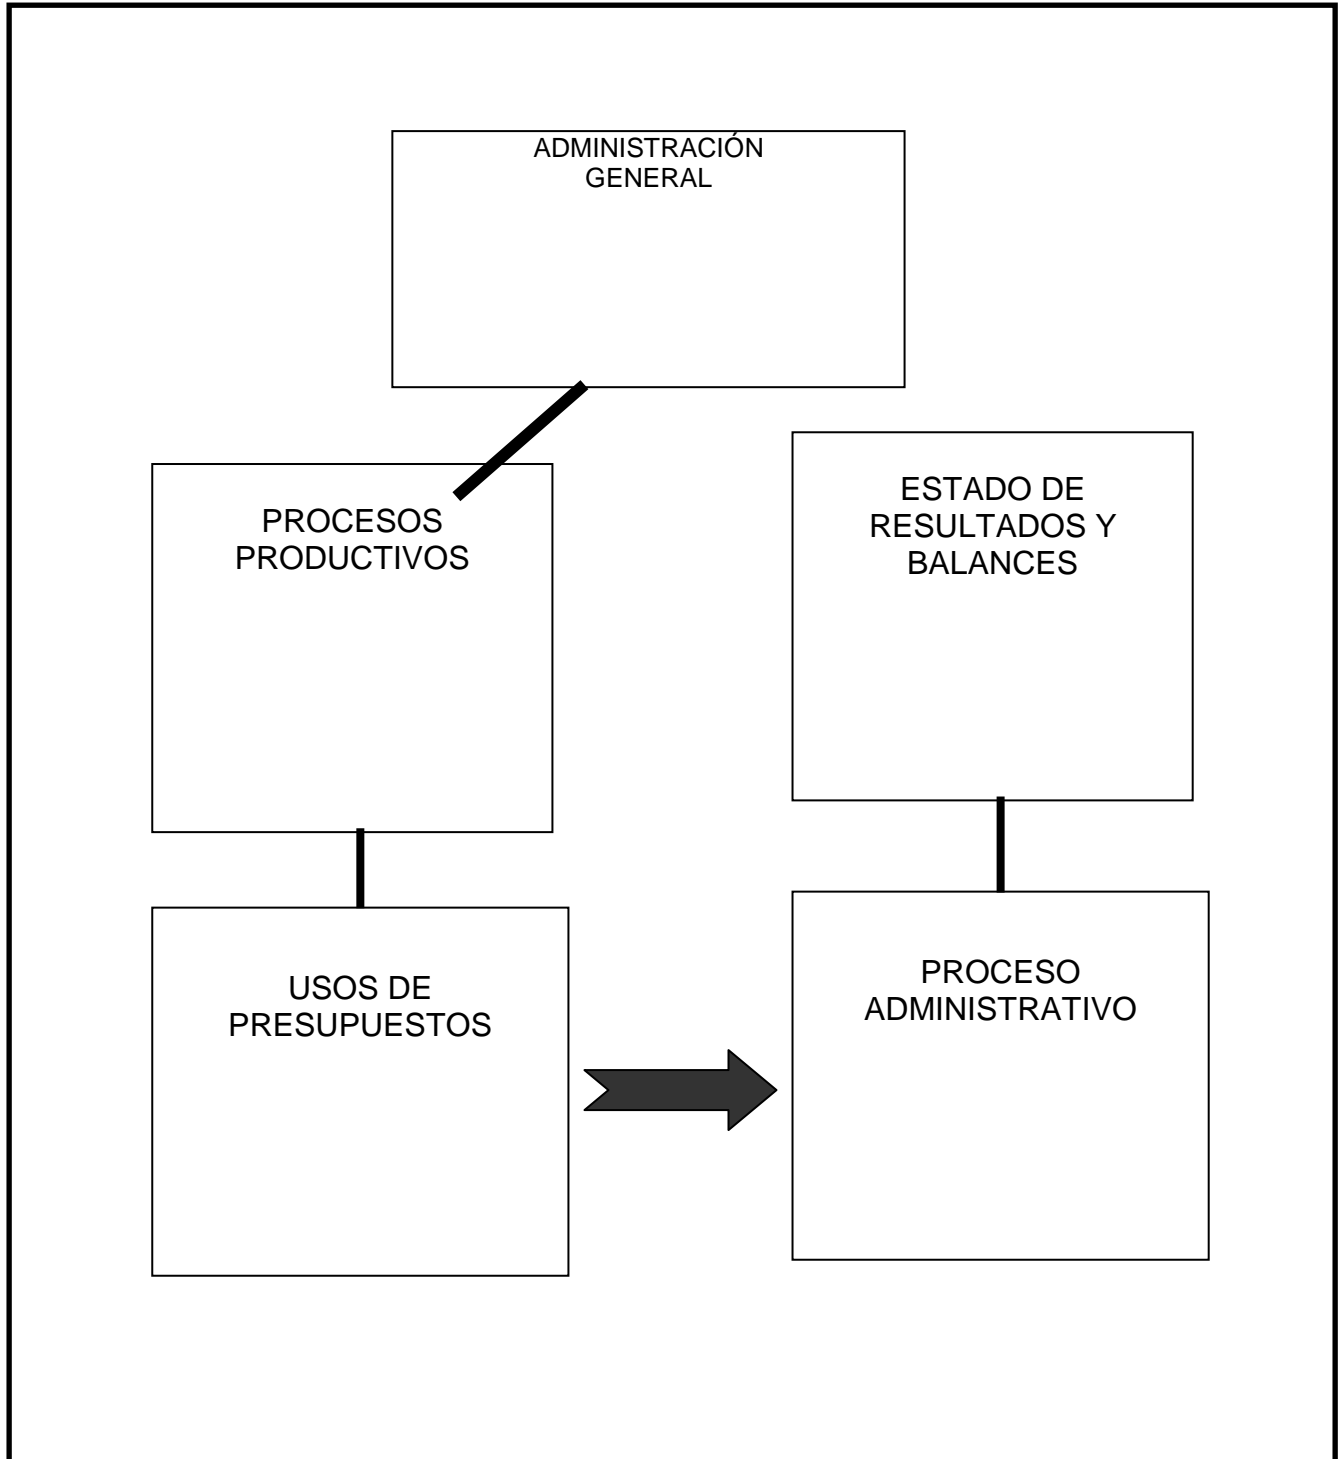 ADMINISTRACIÓN
GENERAL
PROCESOS
PRODUCTIVOS
ESTADO DE
RESULTADOS Y
BALANCES
USOS DE
PRESUPUESTOS
PROCESO
ADMINISTRATIVO